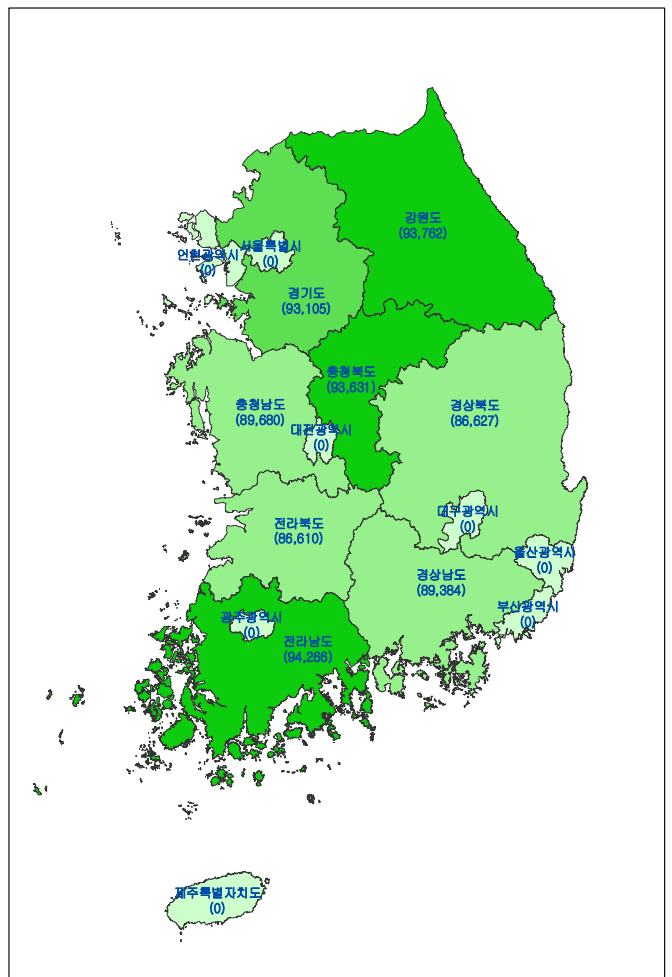 강원도
(93,762)
서울특별시
(0)
인천광역시
(0)
경기도
(93,105)
충청북도
(93,631)
충청남도
(89,680)
대전광역시
(0)
경상북도
(86,627)
대구광역시
(0)
전라북도
(86,610)
울산광역시
(0)
경상남도
(89,384)
부산광역시
(0)
광주광역시
(0)
전라남도
(94,266)
제주특별자치도
(0)